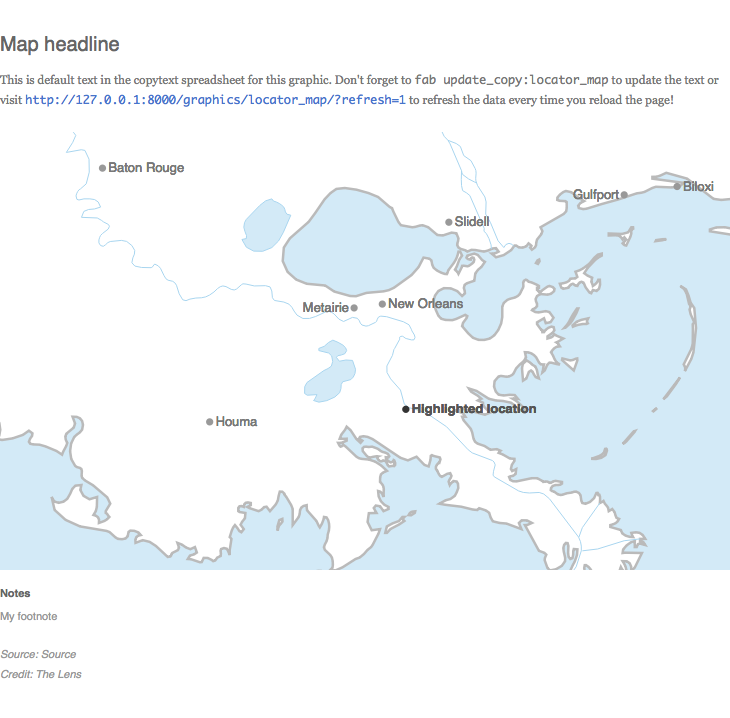 Map headline
This is default text in the copytext spreadsheet for this graphic. Don't forget to fab update_copy:locator_map to update the text or
visit http://127.0.0.1:8000/graphics/locator_map/?refresh=1 to refresh the data every time you reload the page!
Baton Rouge
Biloxi
Gulfport
Slidell
Metairie
New Orleans
Highlighted location
Houma
Notes
My footnote
Source: Source
Credit: The Lens